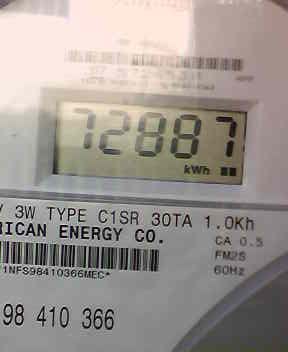 72887
kWh
3W TYPE C1SR 30TA 1.0Kh
RICAN ENERGY CO.
CA 0.5
FM2S
60Hz
1NFS98410366MEC*
98 410 366